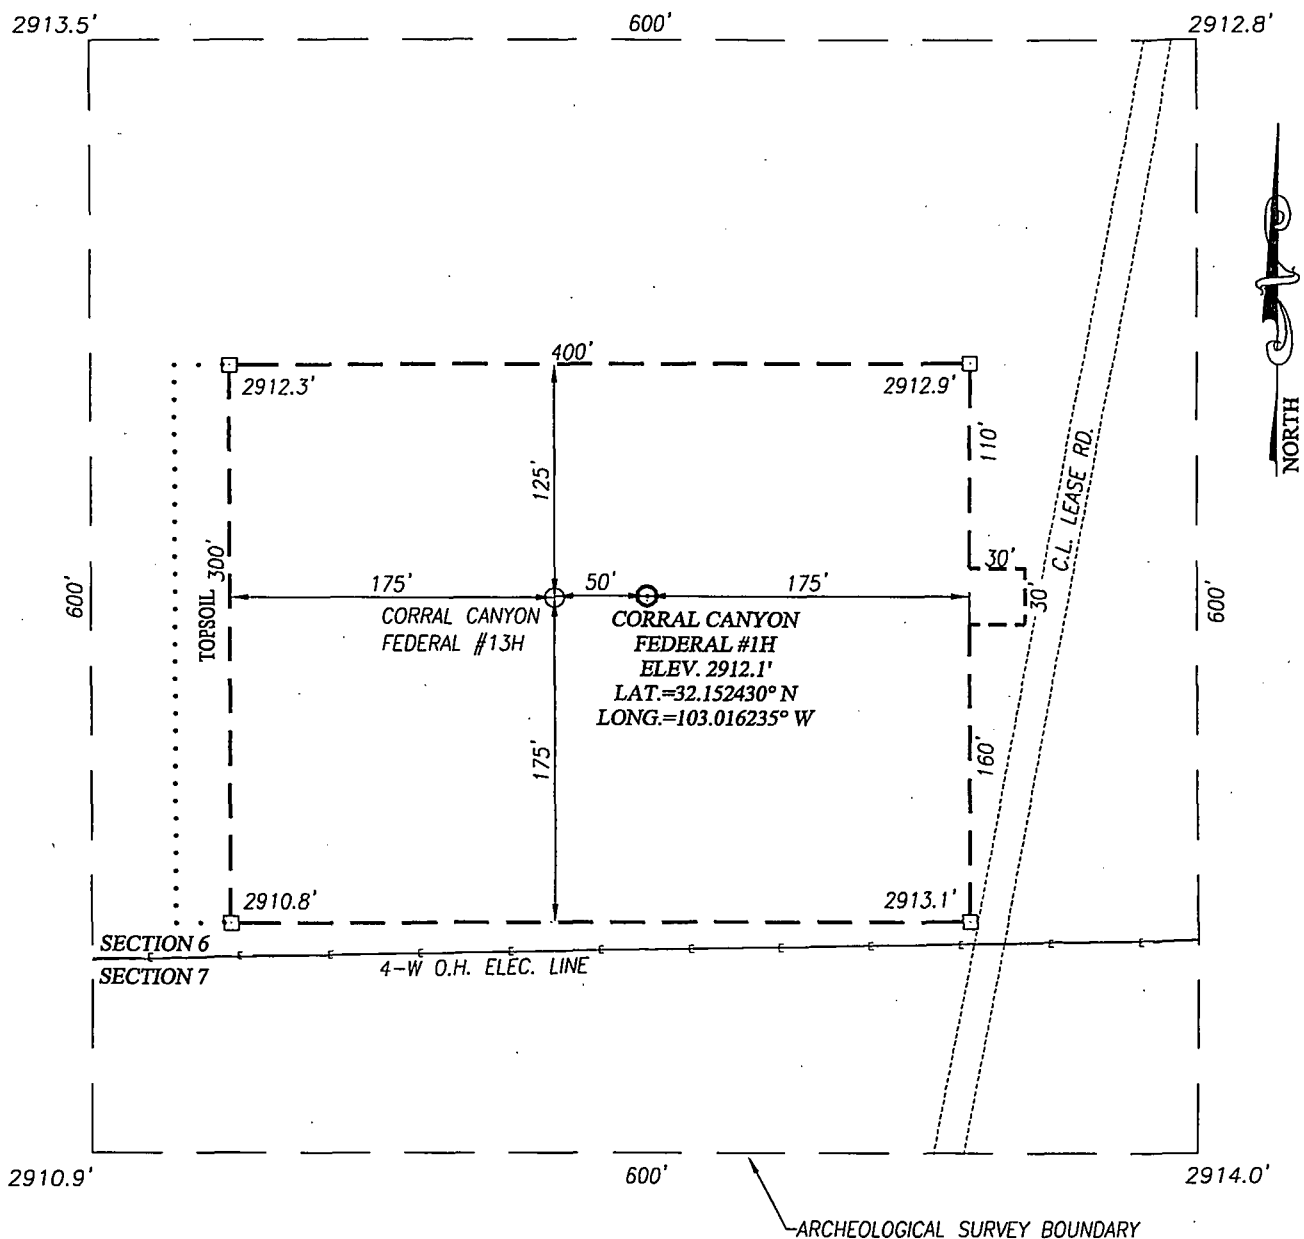 2913.5'
600'
2912.8'
NORTH
400'
2912.3'
2912.9'
110'
125'
C.L. LEASE RD.
600'
TOPSOIL
300'
175'
50'
175'
30'
30'
600'
CORRAL CANYON
FEDERAL #13H
CORRAL CANYON
FEDERAL #1H
ELEV. 2912.1'
LAT.=32.152430° N
LONG.=103.016235° W
175'
160'
2910.8'
2913.1'
SECTION 6
SECTION 7
4-W O.H. ELEC. LINE
2910.9'
600'
2914.0'
ARCHEOLOGICAL SURVEY BOUNDARY